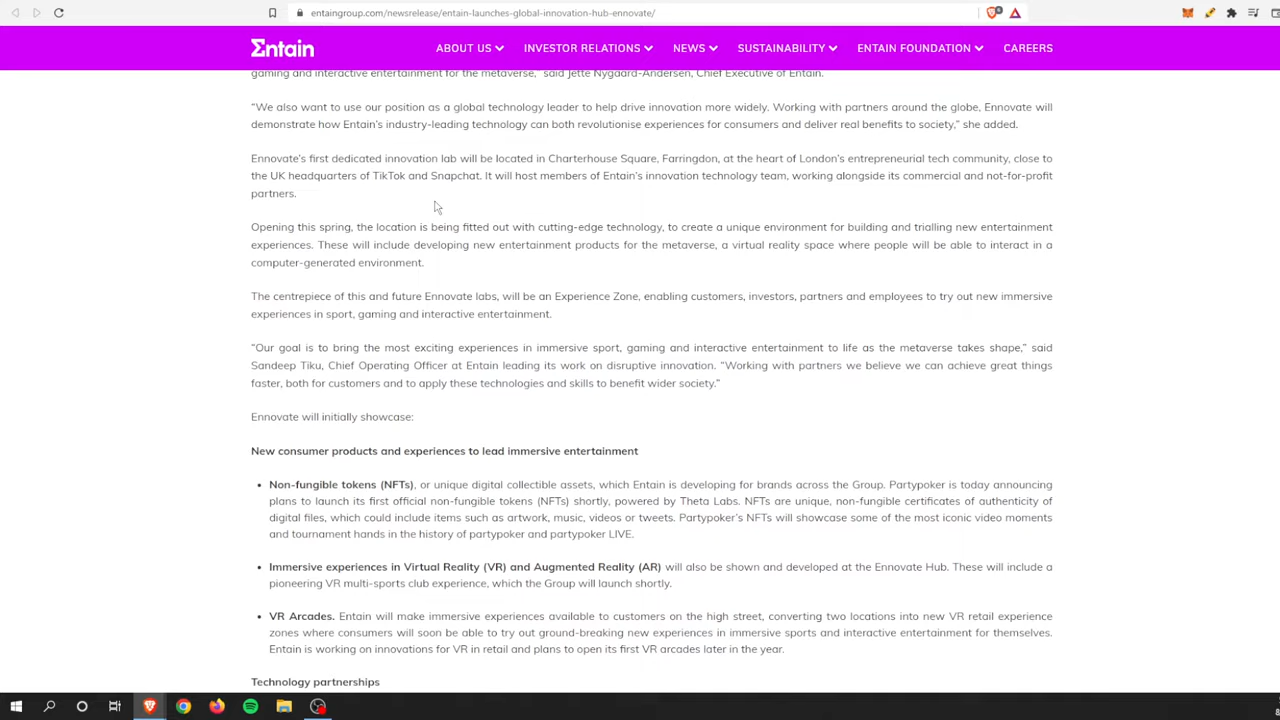 entaingroup.com/newsrelease/entain-launches-global-innovation-hub-ennovate/
Σntain
ABOUT US
INVESTOR RELATIONS
NEWS
SUSTAINABILITY
ENTAIN FOUNDATION
CAREERS
gaming and interactive entertainment for the metaverse,” said Jette Nygaard-Andersen, Chief Executive of Entain.
“We also want to use our position as a global technology leader to help drive innovation more widely. Working with partners around the globe, Ennovate will
demonstrate how Entain’s industry-leading technology can both revolutionise experiences for consumers and deliver real benefits to society,” she added.
Ennovate’s first dedicated innovation lab will be located in Charterhouse Square, Farringdon, at the heart of London’s entrepreneurial tech community, close to
the UK headquarters of TikTok and Snapchat. It will host members of Entain’s innovation technology team, working alongside its commercial and not-for-profit
partners.
Opening this spring, the location is being fitted out with cutting-edge technology, to create a unique environment for building and trialling new entertainment
experiences. These will include developing new entertainment products for the metaverse, a virtual reality space where people will be able to interact in a
computer-generated environment.
The centrepiece of this and future Ennovate labs, will be an Experience Zone, enabling customers, investors, partners and employees to try out new immersive
experiences in sport, gaming and interactive entertainment.
“Our goal is to bring the most exciting experiences in immersive sport, gaming and interactive entertainment to life as the metaverse takes shape,” said
Sandeep Tiku, Chief Operating Officer at Entain leading its work on disruptive innovation. “Working with partners we believe we can achieve great things
faster, both for customers and to apply these technologies and skills to benefit wider society.”
Ennovate will initially showcase:
New consumer products and experiences to lead immersive entertainment
• Non-fungible tokens (NFTs), or unique digital collectible assets, which Entain is developing for brands across the Group. Partypoker is today announcing
plans to launch its first official non-fungible tokens (NFTs) shortly, powered by Theta Labs. NFTs are unique, non-fungible certificates of authenticity of
digital files, which could include items such as artwork, music, videos or tweets. Partypoker’s NFTs will showcase some of the most iconic video moments
and tournament hands in the history of partypoker and partypoker LIVE.
• Immersive experiences in Virtual Reality (VR) and Augmented Reality (AR) will also be shown and developed at the Ennovate Hub. These will include a
pioneering VR multi-sports club experience, which the Group will launch shortly.
• VR Arcades. Entain will make immersive experiences available to customers on the high street, converting two locations into new VR retail experience
zones where consumers will soon be able to try out ground-breaking new experiences in immersive sports and interactive entertainment for themselves.
Entain is working on innovations for VR in retail and plans to open its first VR arcades later in the year.
Technology partnerships